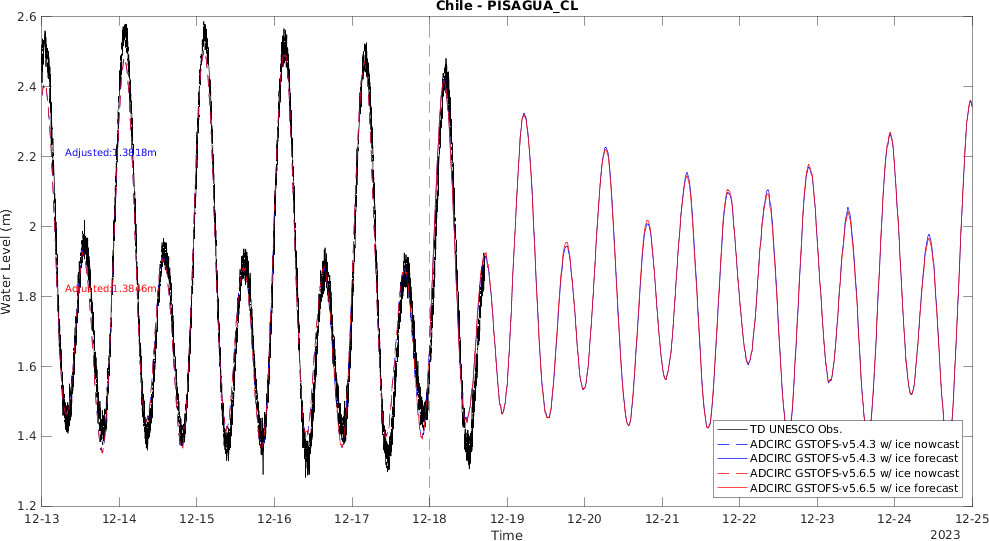 Chile - PISAGUA_CL
2.6
2.4
2.2
2
1.8
1.6
1.4
1.2
Water Level (m)
Adjusted:1.3818m
Adjusted:1.3846m
TD UNESCO Obs.
ADCIRC GSTOFS-v5.4.3 w/ ice nowcast
ADCIRC GSTOFS-v5.4.3 w/ ice forecast
ADCIRC GSTOFS-v5.6.5 w/ ice nowcast
ADCIRC GSTOFS-v5.6.5 w/ ice forecast
12-13 12-14 12-15 12-16 12-17 12-18 12-19 12-20 12-21 12-22 12-23 12-24 12-25
Time
2023